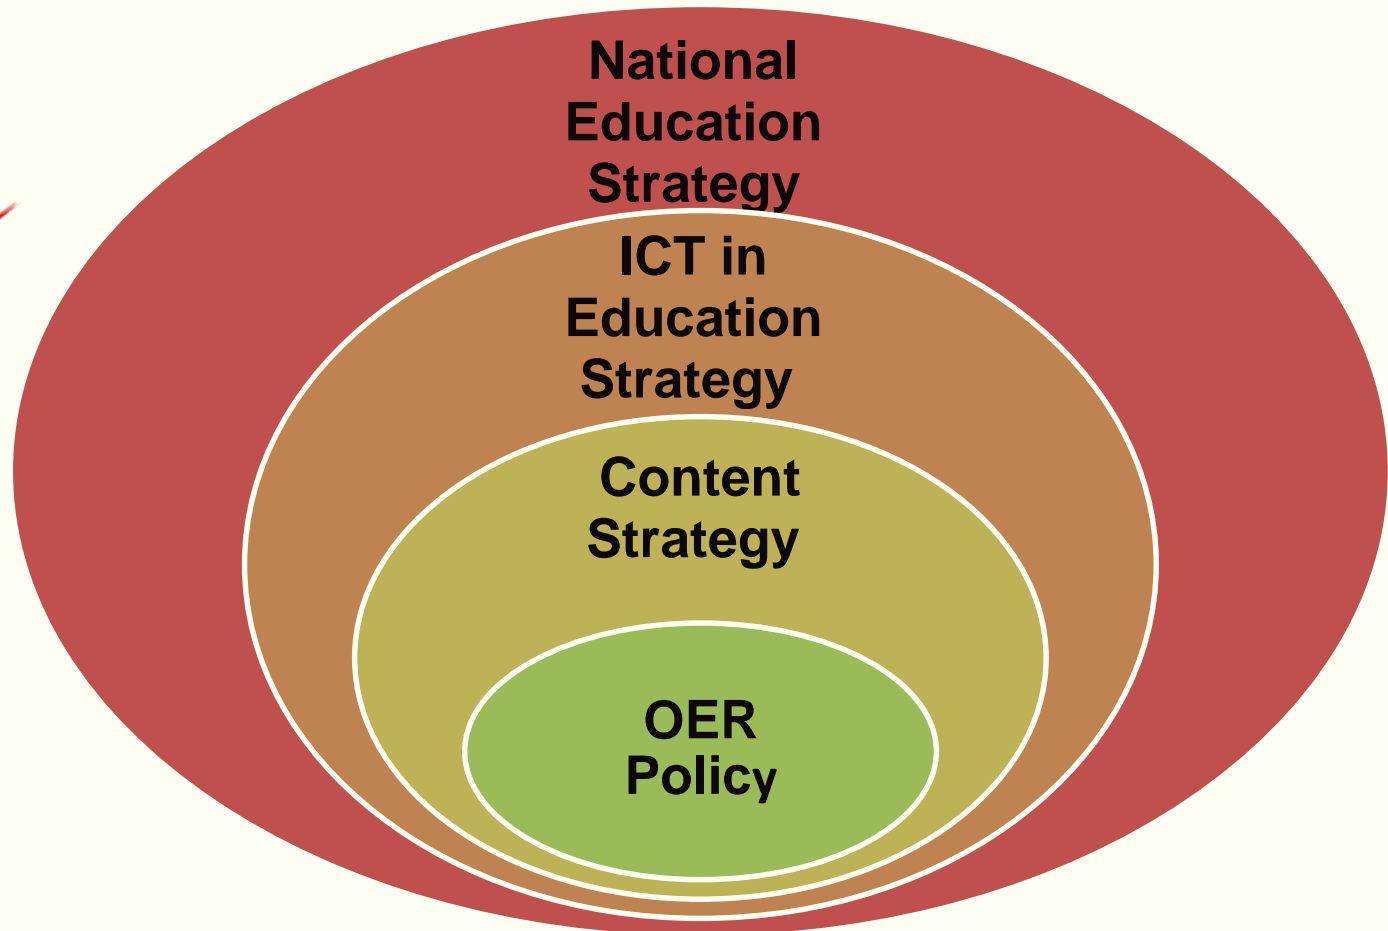 National
Education
Strategy
ICT in
Education
Strategy
Content
Strategy
OER
Policy